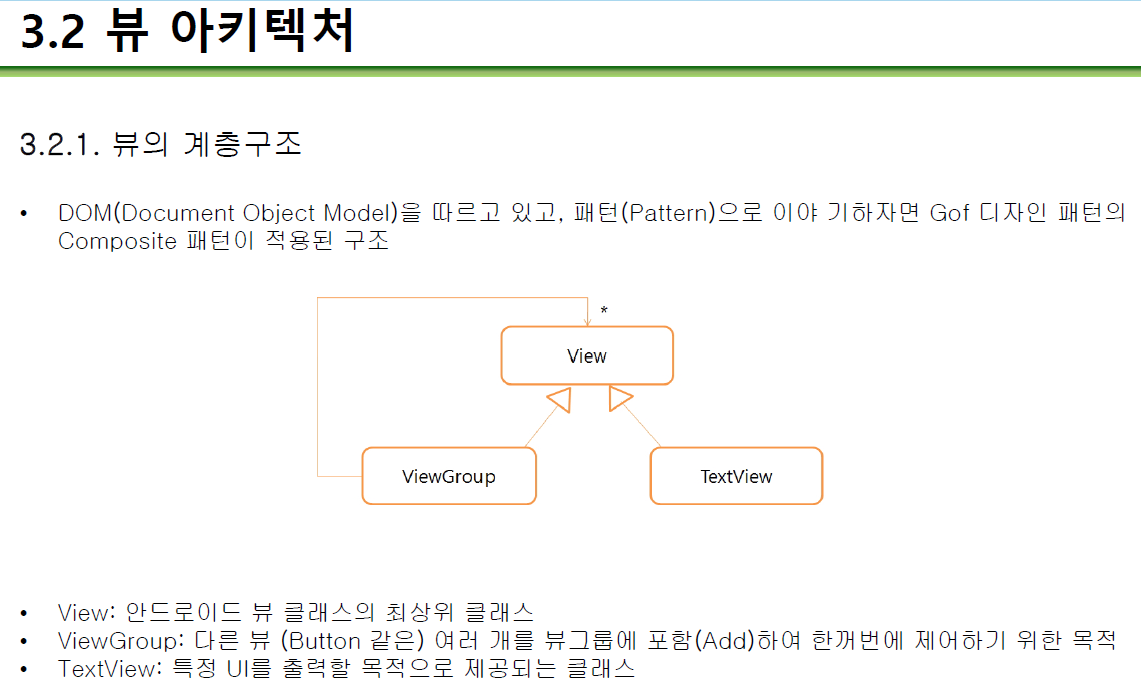 3.2 뷰 아키텍처
3.2.1. 뷰의 계층구조
• DOM(Document Object Model)을 따르고 있고, 패턴(Pattern)으로 이야 기하자면 Gof 디자인 패턴의
Composite 패턴이 적용된 구조
*
View
ViewGroup
TextView
• View: 안드로이드 뷰 클래스의 최상위 클래스
• ViewGroup: 다른 뷰 (Button 같은) 여러 개를 뷰그룹에 포함(Add)하여 한꺼번에 제어하기 위한 목적
• TextView: 특정 UI를 출력할 목적으로 제공되는 클래스